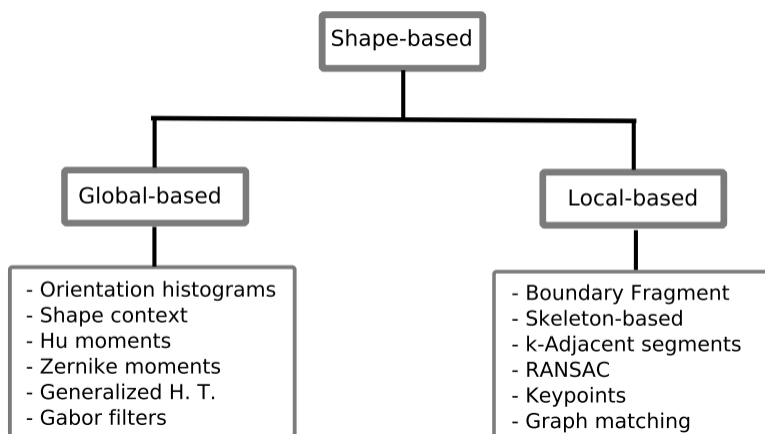 Shape-based
Global-based
Local-based
- Orientation histograms
- Shape context
- Hu moments
- Zernike moments
- Generalized H. T.
- Gabor filters
- Boundary Fragment
- Skeleton-based
- k-Adjacent segments
- RANSAC
- Keypoints
- Graph matching